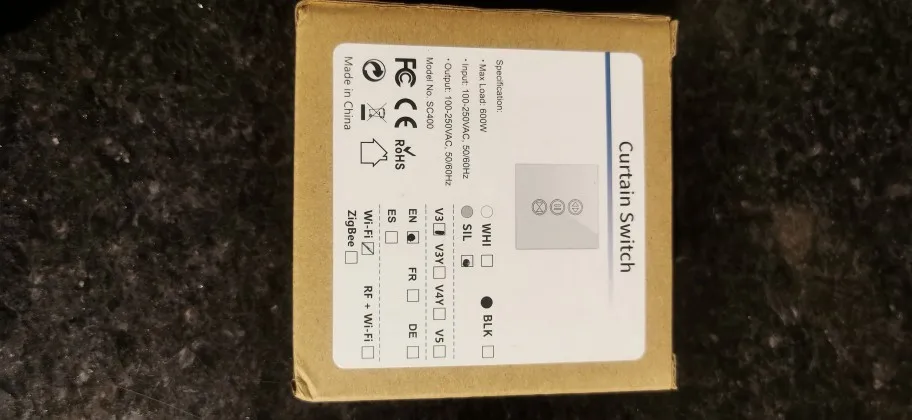 Curtain Switch
Specification:
· Max Load: 600W
· Input: 100-250VAC, 50/60Hz
· Output: 100-250VAC, 50/60Hz
Model No. SC400
FC CE RoHS
Made in China
WHI BLK
SIL
V3 V3Y V4Y V5
EN FR DE
ES
Wi-Fi RF + Wi-Fi
ZigBee